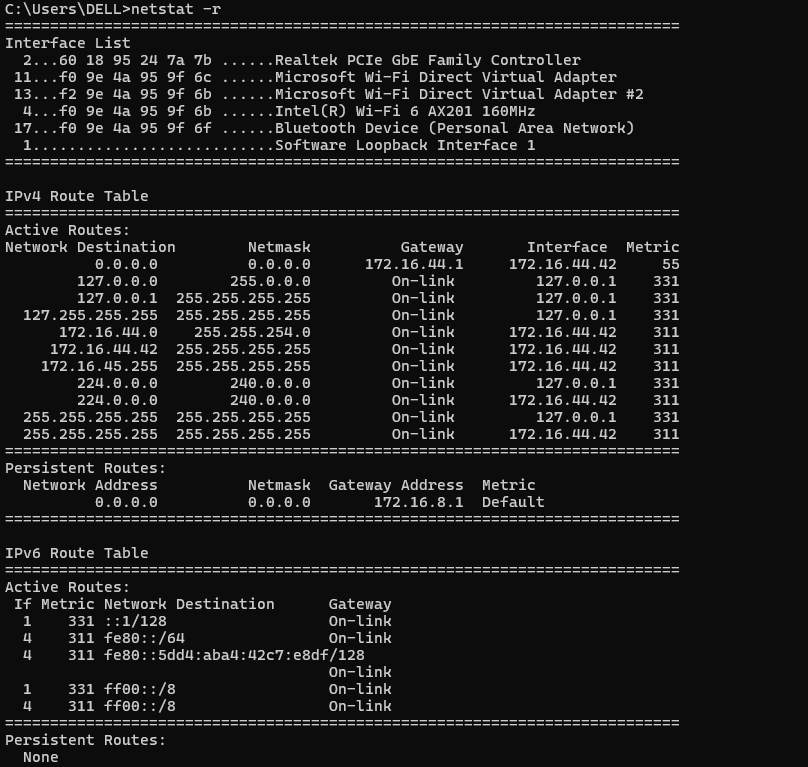 C:\Users\DELL>netstat -r
===========================================================================
Interface List
  2...60 18 95 24 7a 7b ......Realtek PCIe GbE Family Controller
 11...f0 9e 4a 95 9f 6c ......Microsoft Wi-Fi Direct Virtual Adapter
 13...f2 9e 4a 95 9f 6b ......Microsoft Wi-Fi Direct Virtual Adapter #2
  4...f0 9e 4a 95 9f 6b ......Intel(R) Wi-Fi 6 AX201 160MHz
 17...f0 9e 4a 95 9f 6f ......Bluetooth Device (Personal Area Network)
  1...........................Software Loopback Interface 1
===========================================================================

IPv4 Route Table
===========================================================================
Active Routes:
Network Destination        Netmask          Gateway       Interface  Metric
          0.0.0.0          0.0.0.0      172.16.44.1     172.16.44.42     55
        127.0.0.0        255.0.0.0         On-link         127.0.0.1    331
        127.0.0.1  255.255.255.255         On-link         127.0.0.1    331
  127.255.255.255  255.255.255.255         On-link         127.0.0.1    331
      172.16.44.0    255.255.254.0         On-link      172.16.44.42    311
     172.16.44.42  255.255.255.255         On-link      172.16.44.42    311
    172.16.45.255  255.255.255.255         On-link      172.16.44.42    311
        224.0.0.0        240.0.0.0         On-link         127.0.0.1    331
        224.0.0.0        240.0.0.0         On-link      172.16.44.42    311
  255.255.255.255  255.255.255.255         On-link         127.0.0.1    331
  255.255.255.255  255.255.255.255         On-link      172.16.44.42    311
===========================================================================
Persistent Routes:
  Network Address          Netmask  Gateway Address  Metric
          0.0.0.0          0.0.0.0       172.16.8.1  Default
===========================================================================

IPv6 Route Table
===========================================================================
Active Routes:
 If Metric Network Destination      Gateway
  1    331 ::1/128                  On-link
  4    311 fe80::/64                On-link
  4    311 fe80::5dd4:aba4:42c7:e8df/128
                                    On-link
  1    331 ff00::/8                 On-link
  4    311 ff00::/8                 On-link
===========================================================================
Persistent Routes:
  None